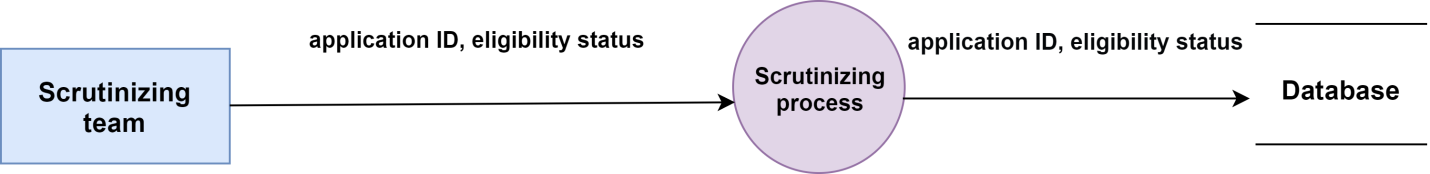 Scrutinizing
team
application ID, eligibility status
Scrutinizing
process
application ID, eligibility status
Database